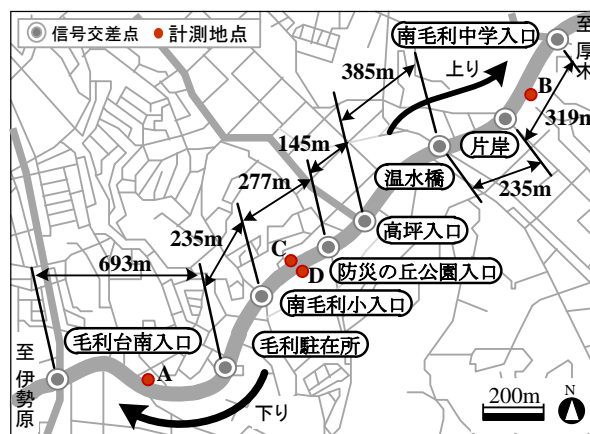 信号交差点 計測地点
南毛利中学入口
至厚木
385m
上り
B
319m
145m
片岸
温水橋
277m
235m
高坪入口
235m
C
D
防災の丘公園入口
693m
南毛利小入口
毛利台南入口
毛利駐在所
至伊勢原
A
下り
200m
N